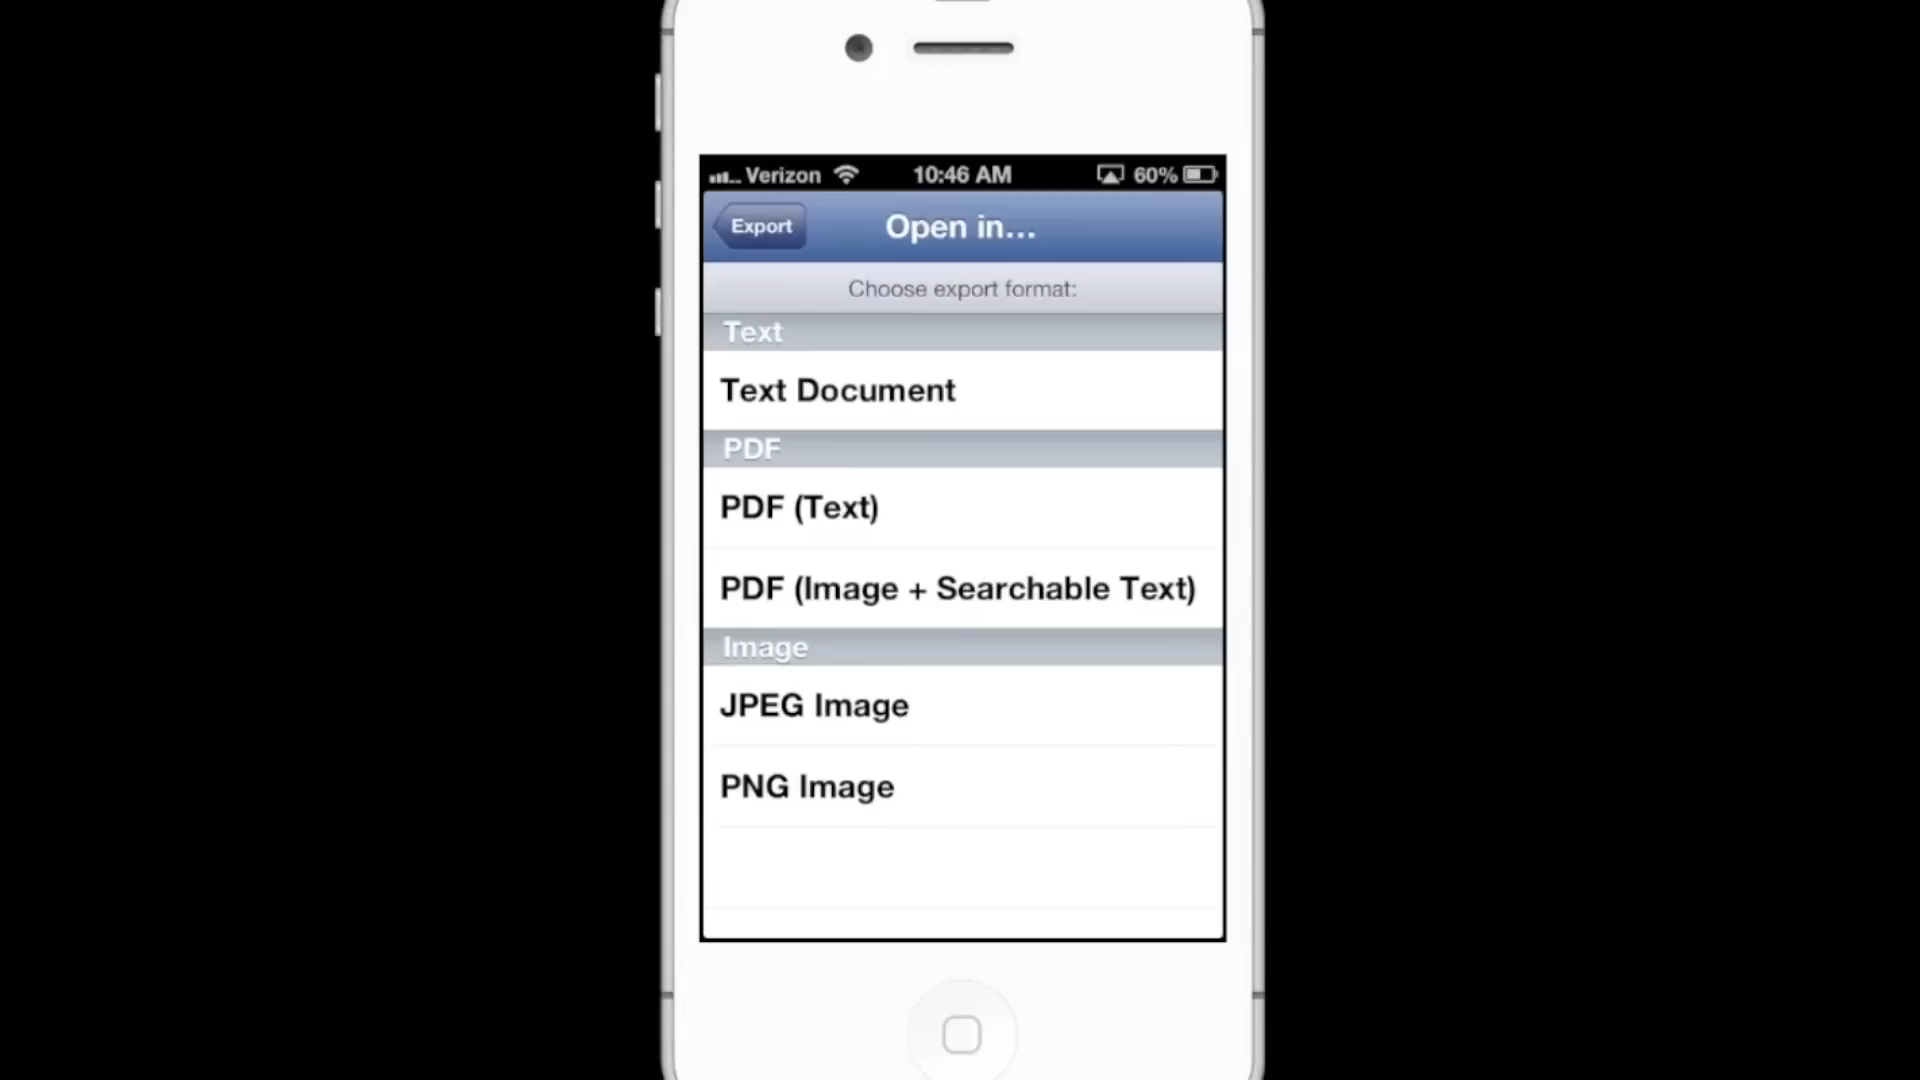 Verizon 10:46 AM 60%
Export Open in...
Choose export format:
Text
Text Document
PDF
PDF (Text)
PDF (Image + Searchable Text)
Image
JPEG Image
PNG Image